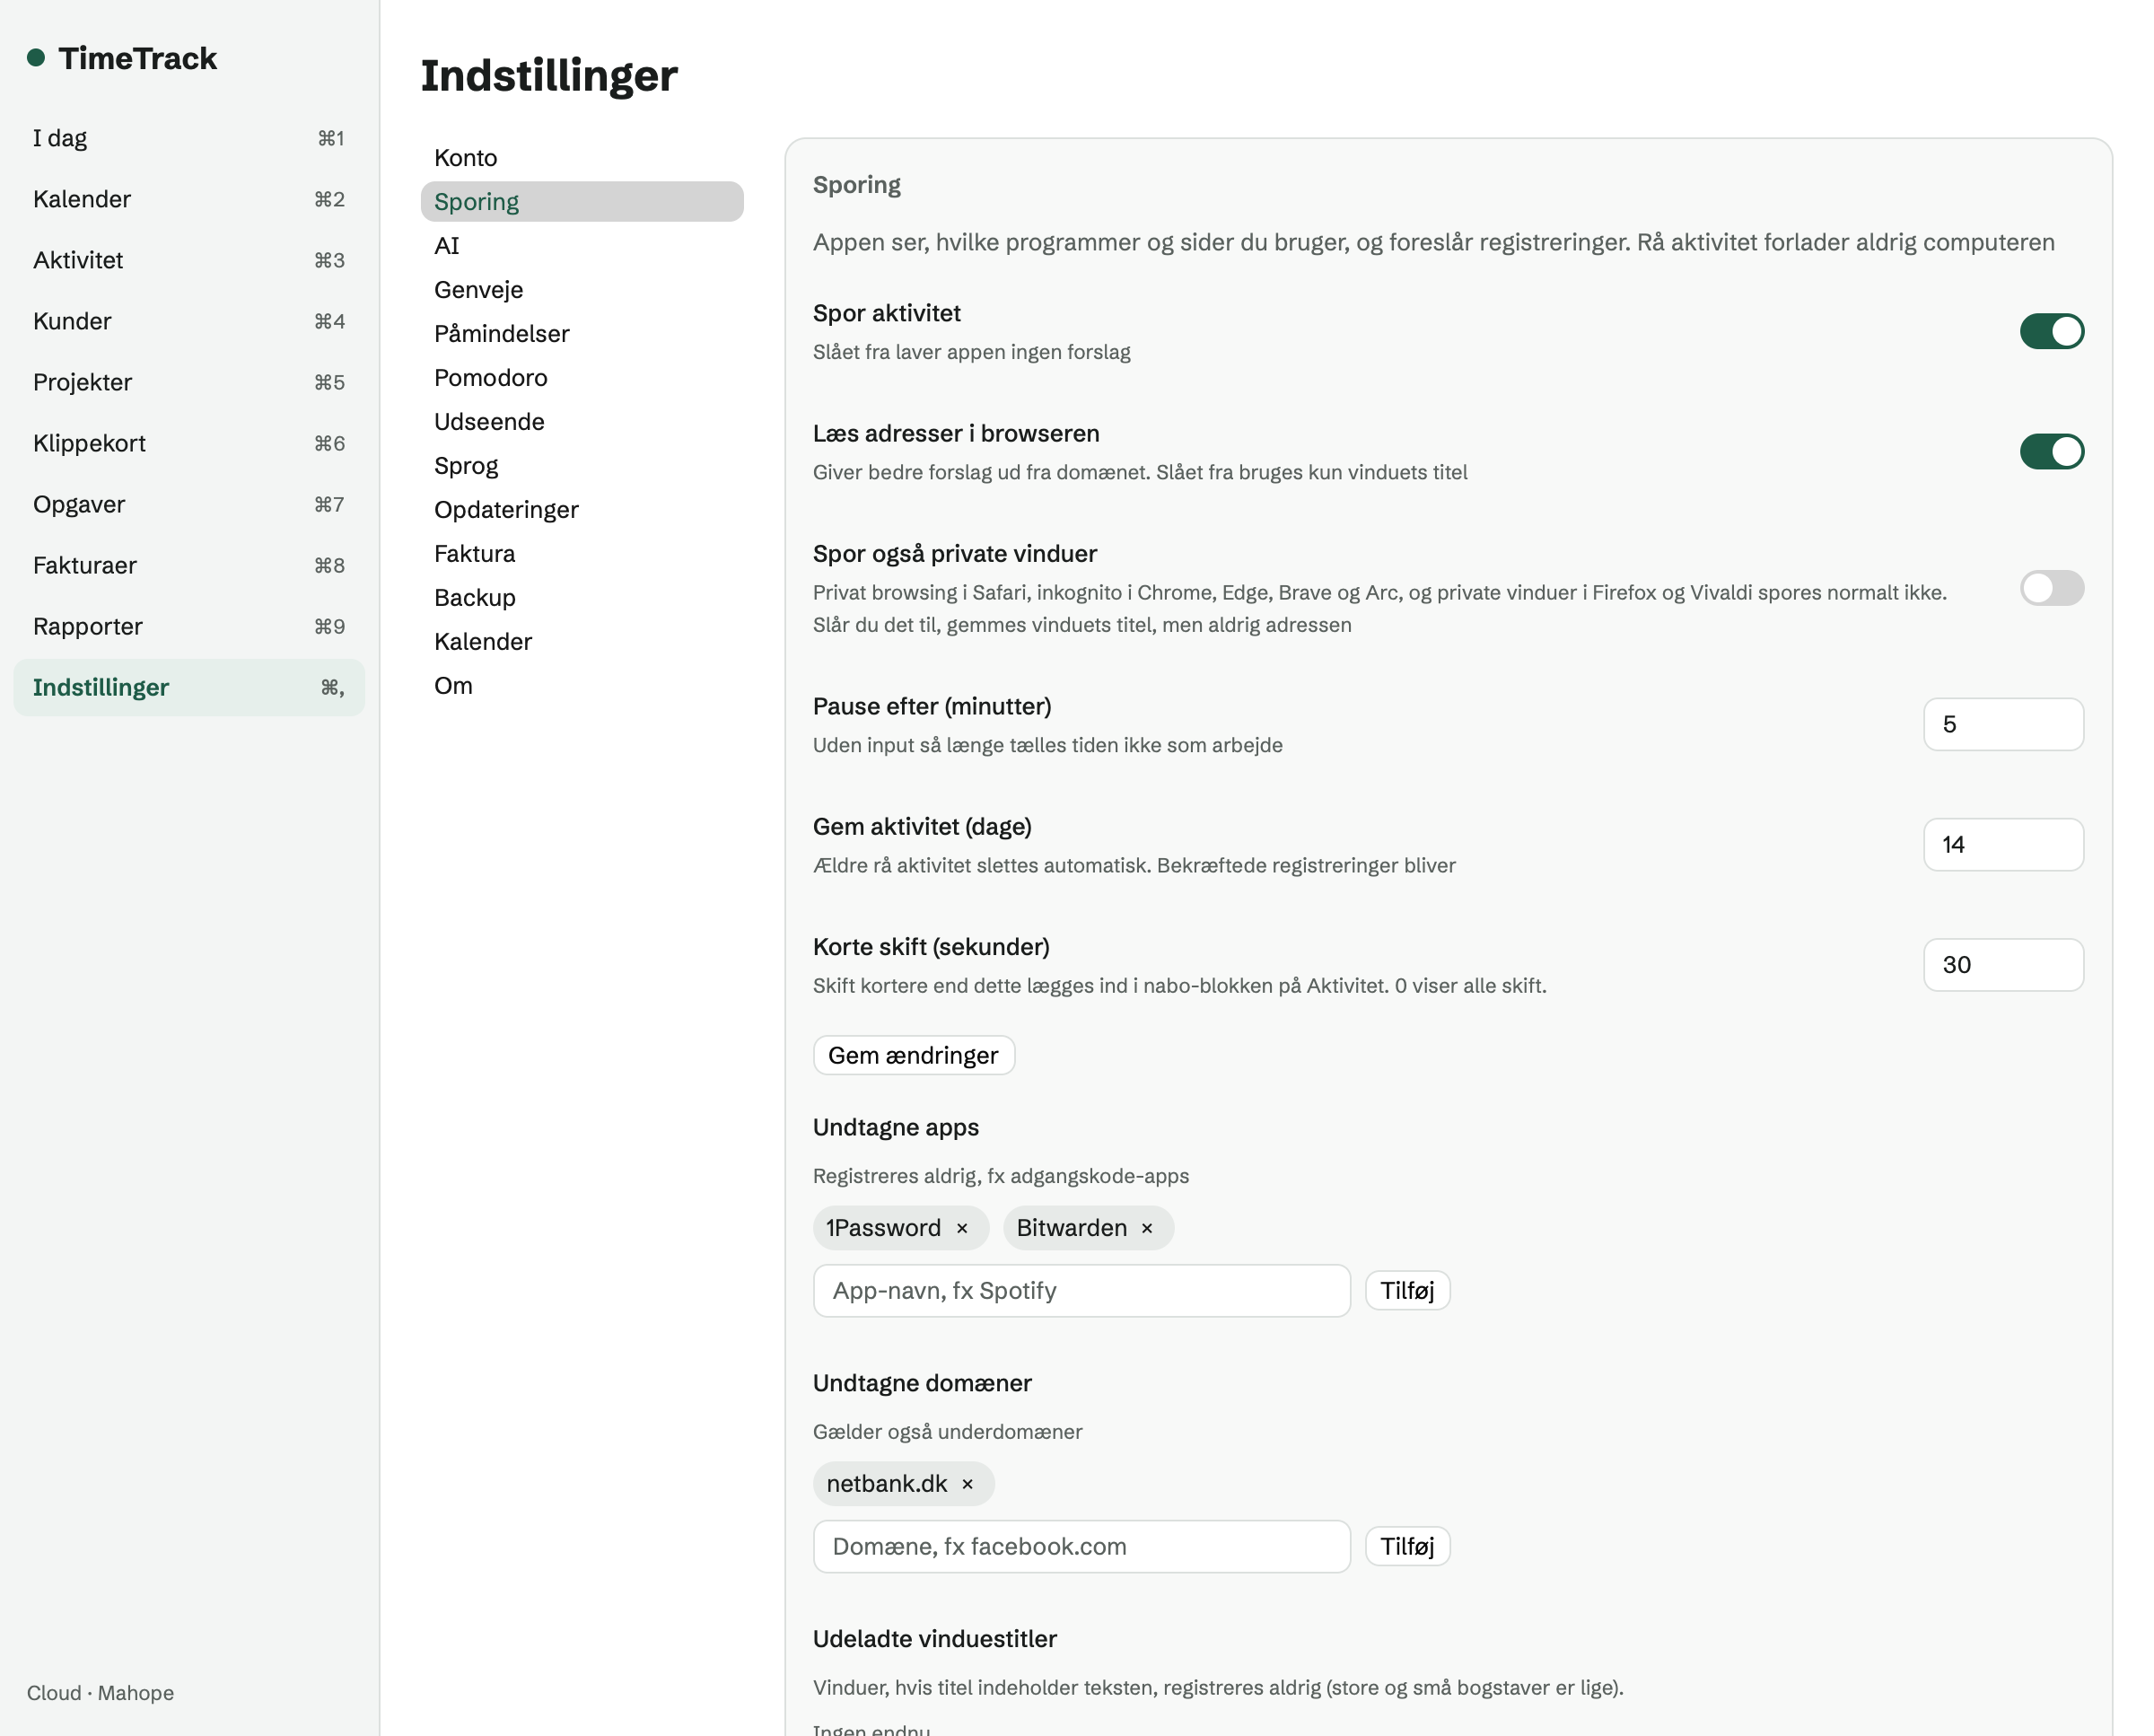 TimeTrack
I dag ⌘1
Kalender ⌘2
Aktivitet ⌘3
Kunder ⌘4
Projekter ⌘5
Klippekort ⌘6
Opgaver ⌘7
Fakturaer ⌘8
Rapporter ⌘9
Indstillinger ⌘,
Cloud · Mahope
Indstillinger
Konto
Sporing
AI
Genveje
Påmindelser
Pomodoro
Udseende
Sprog
Opdateringer
Faktura
Backup
Kalender
Om
Sporing
Appen ser, hvilke programmer og sider du bruger, og foreslår registreringer. Rå aktivitet forlader aldrig computeren
Spor aktivitet
Slået fra laver appen ingen forslag
Læs adresser i browseren
Giver bedre forslag ud fra domænet. Slået fra bruges kun vinduets titel
Spor også private vinduer
Privat browsing i Safari, inkognito i Chrome, Edge, Brave og Arc, og private vinduer i Firefox og Vivaldi spores normalt ikke.
Slår du det til, gemmes vinduets titel, men aldrig adressen
Pause efter (minutter)
Uden input så længe tælles tiden ikke som arbejde
5
Gem aktivitet (dage)
Ældre rå aktivitet slettes automatisk. Bekræftede registreringer bliver
14
Korte skift (sekunder)
Skift kortere end dette lægges ind i nabo-blokken på Aktivitet. 0 viser alle skift.
30
Gem ændringer
Undtagne apps
Registreres aldrig, fx adgangskode-apps
1Password × Bitwarden ×
App-navn, fx Spotify Tilføj
Undtagne domæner
Gælder også underdomæner
netbank.dk ×
Domæne, fx facebook.com Tilføj
Udeladte vinduestitler
Vinduer, hvis titel indeholder teksten, registreres aldrig (store og små bogstaver er lige).
Ingen endnu